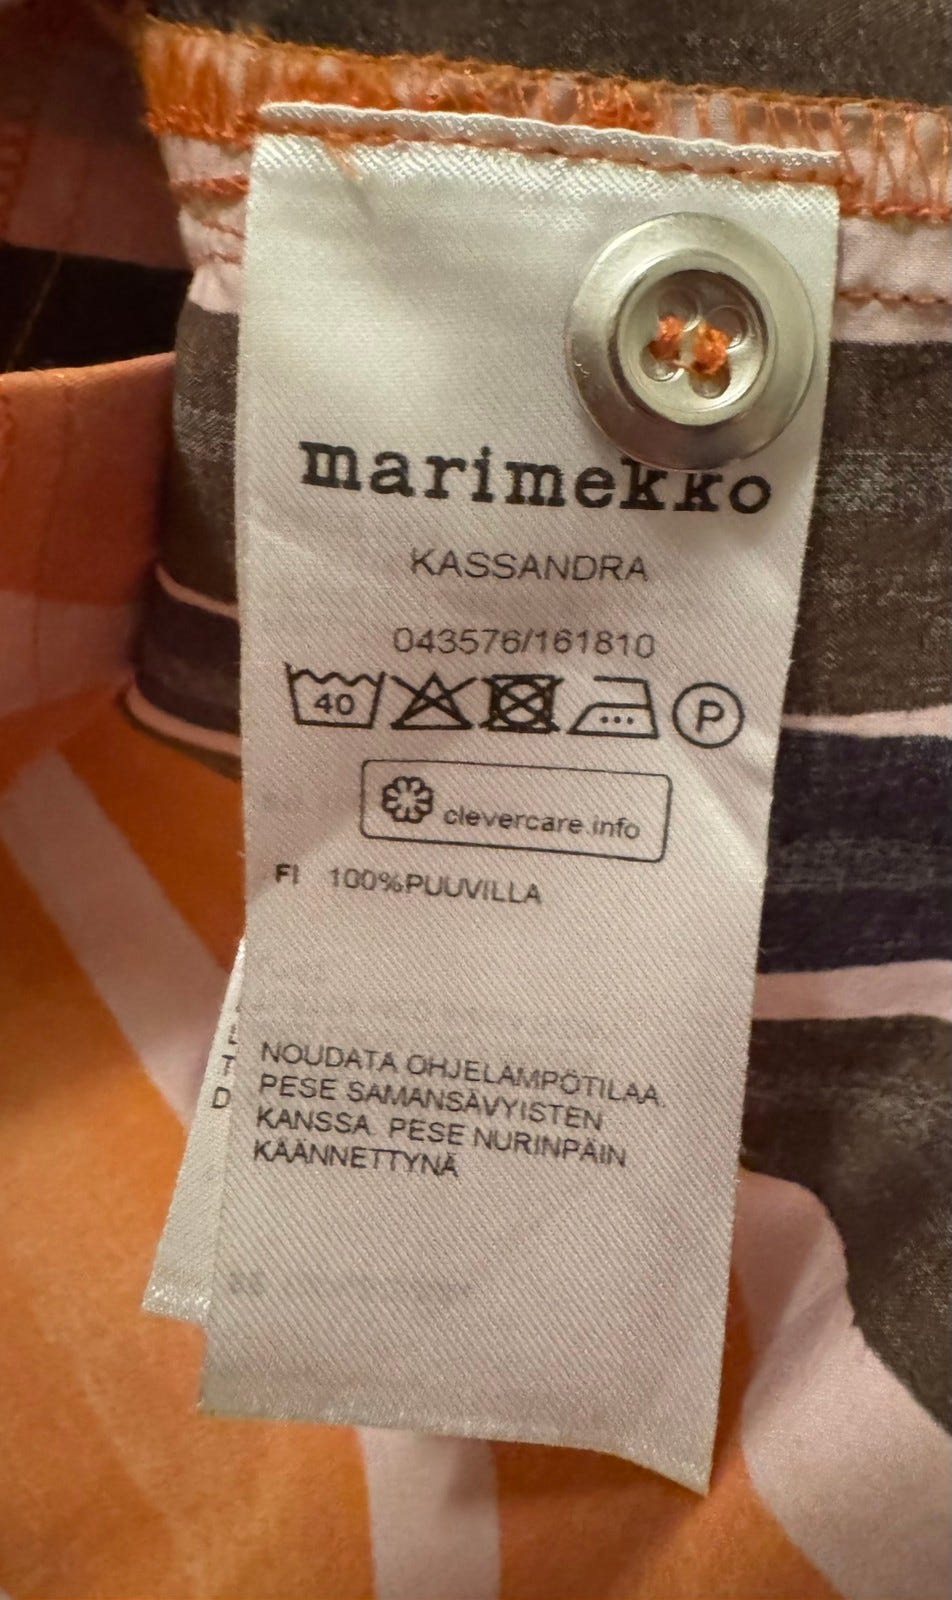 marimekko
KASSANDRA
043576/161810
40 P
clevercare.info
FI 100%PUUVILLA
T
D
NOUDATA OHJELÄMPÖTILAA.
PESE SAMANSÄVYISTEN
KANSSA. PESE NURINPÄIN
KÄÄNNETTYNÄ